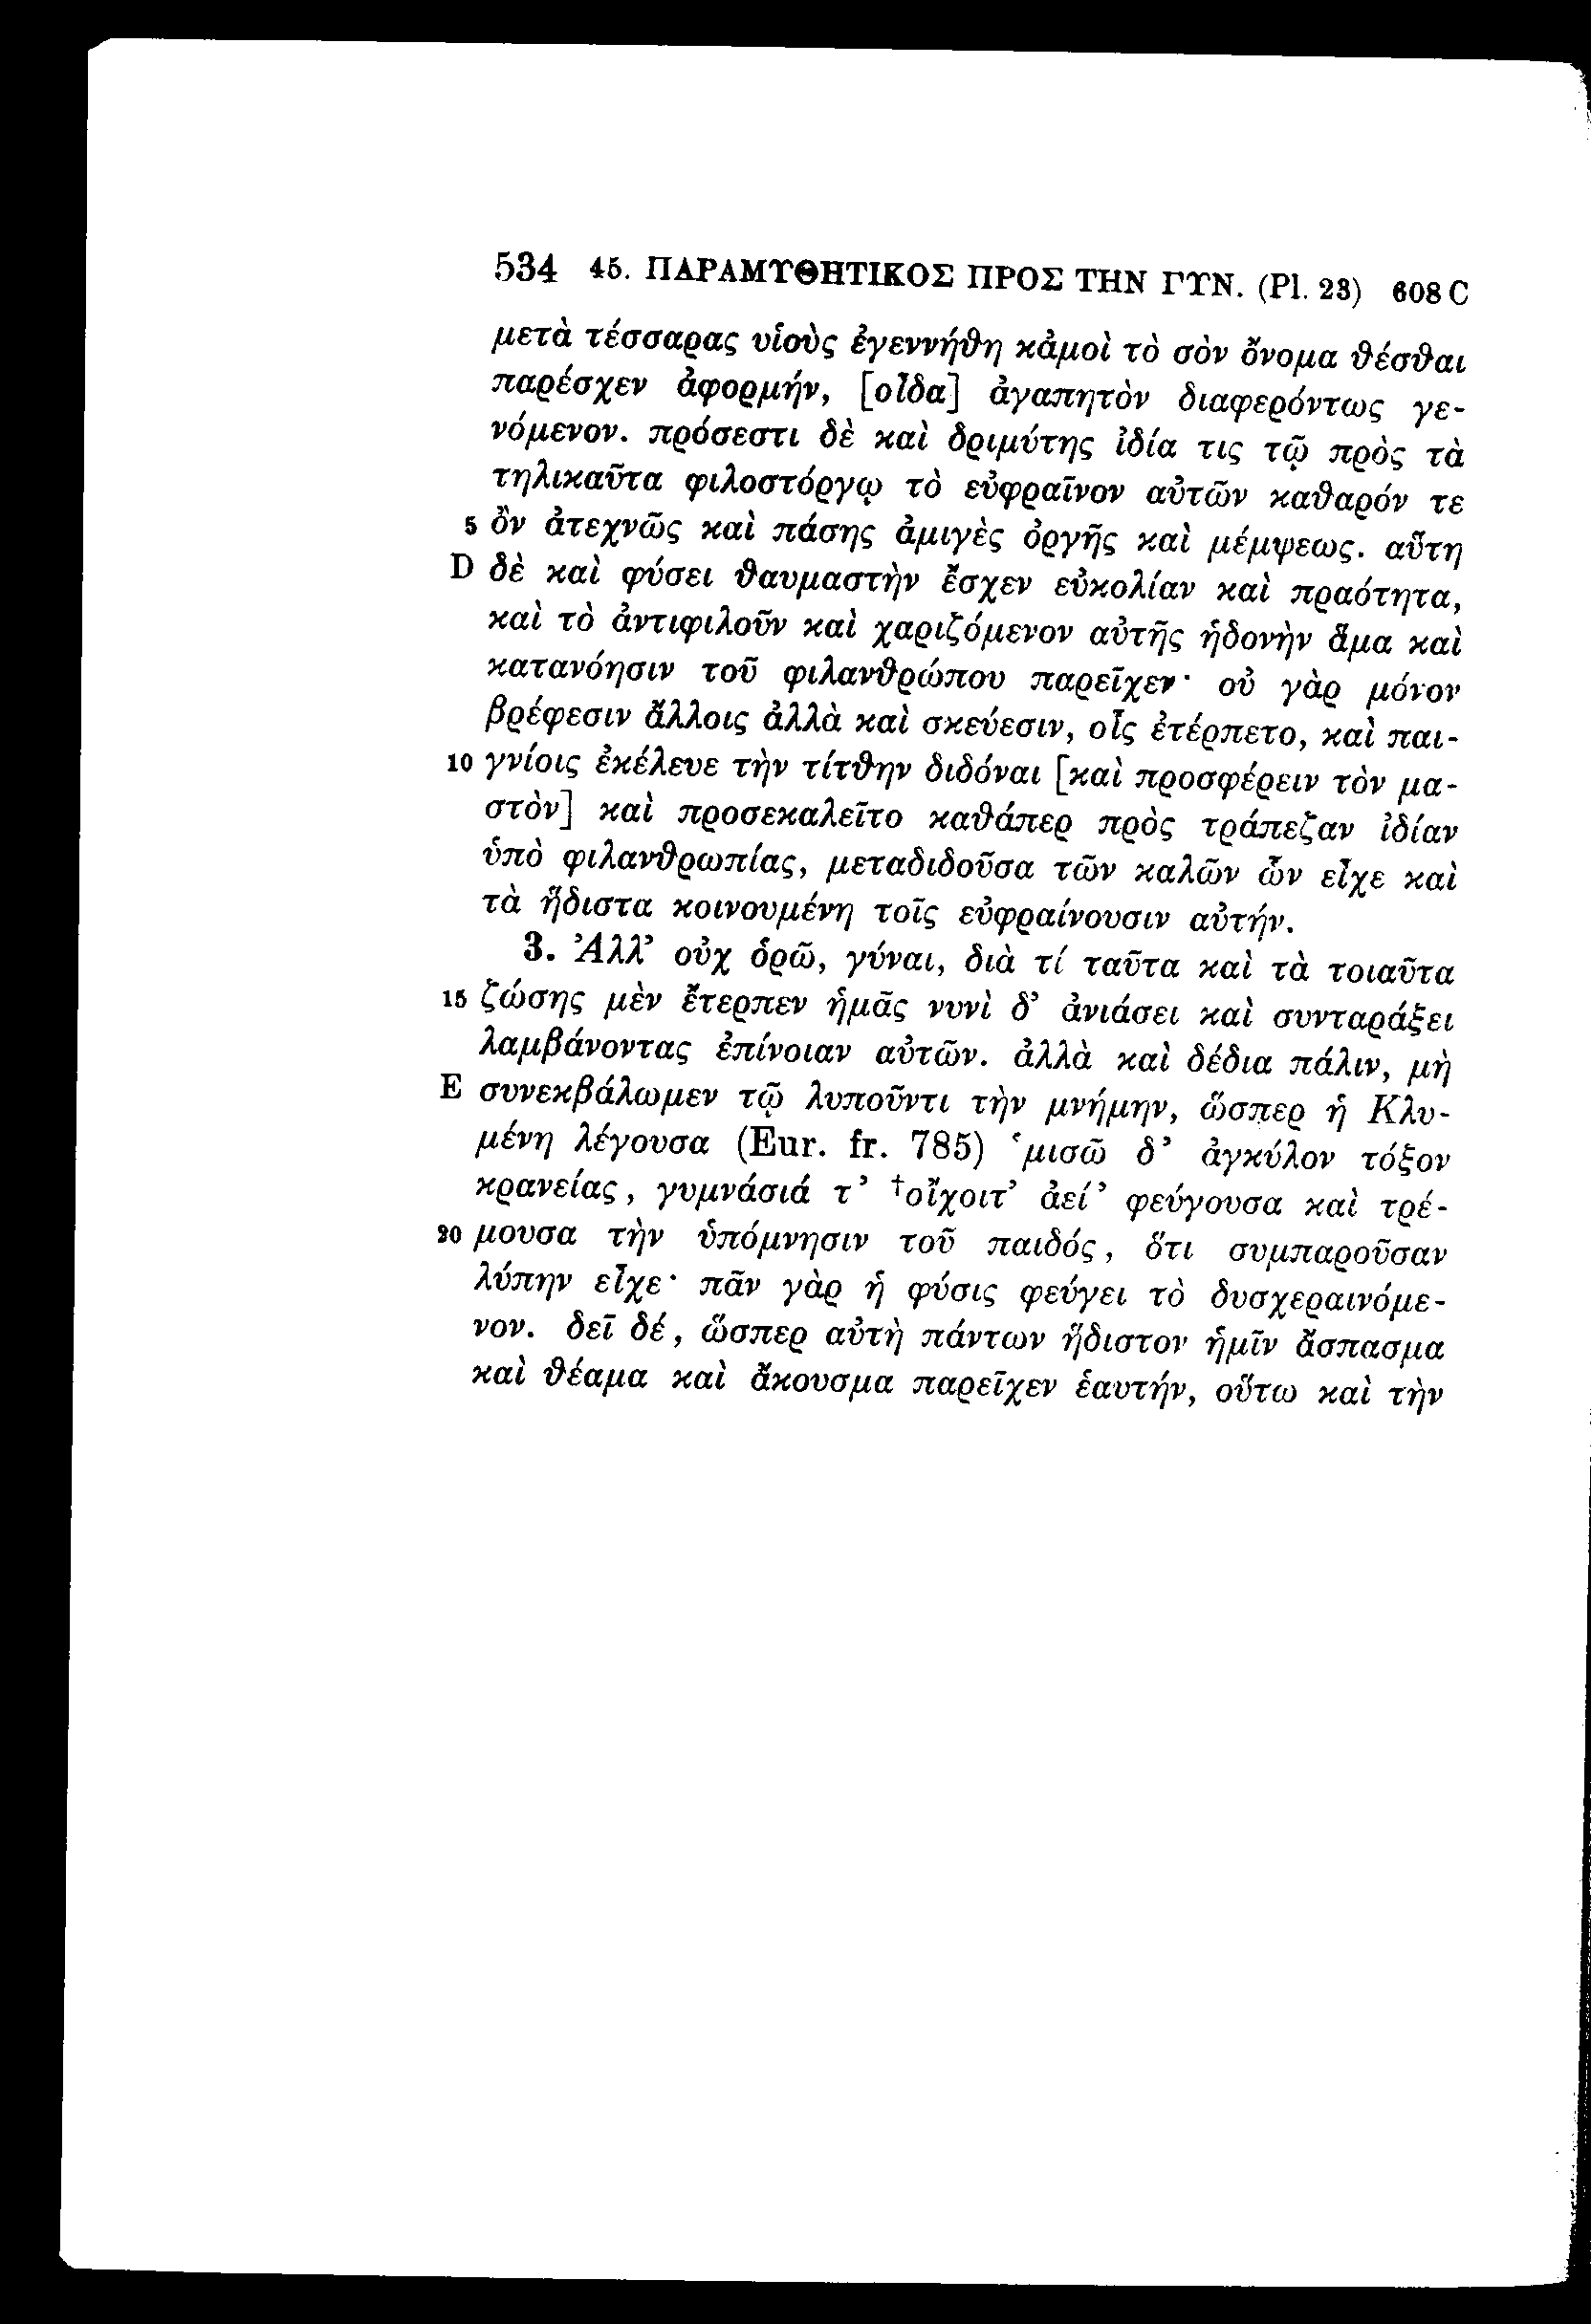 534 45. ΠΑΡΑΜΥΘΗΤΙΚΟΣ ΠΡΟΣ ΤΗΝ ΓΥΝ. (Pl. 23) 608 C
μετὰ τέσσαρας υἱοὺς ἐγεννήθη κἀμοὶ τὸ σὸν ὄνομα θέσθαι
παρέσχεν ἀφορμήν, [οἶδα] ἀγαπητὸν διαφερόντως γε-
νόμενον. πρόσεστι δὲ καὶ δριμύτης ἰδία τις τῷ πρὸς τὰ
τηλικαῦτα φιλοστόργῳ τὸ εὐφραῖνον αὐτῶν καθαρόν τε
5 ὂν ἀτεχνῶς καὶ πάσης ἀμιγὲς ὀργῆς καὶ μέμψεως. αὕτη
D δὲ καὶ φύσει θαυμαστὴν ἔσχεν εὐκολίαν καὶ πραότητα,
καὶ τὸ ἀντιφιλοῦν καὶ χαριζόμενον αὐτῆς ἡδονὴν ἅμα καὶ
κατανόησιν τοῦ φιλανθρώπου παρεῖχεν· οὐ γὰρ μόνον
βρέφεσιν ἄλλοις ἀλλὰ καὶ σκεύεσιν, οἷς ἐτέρπετο, καὶ παι-
10 γνίοις ἐκέλευε τὴν τίτθην διδόναι [καὶ προσφέρειν τὸν μα-
στὸν] καὶ προσεκαλεῖτο καθάπερ πρὸς τράπεζαν ἰδίαν
ὑπὸ φιλανθρωπίας, μεταδιδοῦσα τῶν καλῶν ὧν εἶχε καὶ
τὰ ἥδιστα κοινουμένη τοῖς εὐφραίνουσιν αὐτήν.
3. Ἀλλ’ οὐχ ὁρῶ, γύναι, διὰ τί ταῦτα καὶ τὰ τοιαῦτα
15 ζώσης μὲν ἔτερπεν ἡμᾶς νυνὶ δ’ ἀνιάσει καὶ συνταράξει
λαμβάνοντας ἐπίνοιαν αὐτῶν. ἀλλὰ καὶ δέδια πάλιν, μὴ
E συνεκβάλωμεν τῷ λυποῦντι τὴν μνήμην, ὥσπερ ἡ Κλυ-
μένη λέγουσα (Eur. fr. 785) ‘μισῶ δ’ ἀγκύλον τόξον
κρανείας, γυμνάσιά τ’ †οἴχοιτ’ ἀεί’ φεύγουσα καὶ τρέ-
20 μουσα τὴν ὑπόμνησιν τοῦ παιδός, ὅτι συμπαροῦσαν
λύπην εἶχε· πᾶν γὰρ ἡ φύσις φεύγει τὸ δυσχεραινόμε-
νον. δεῖ δέ, ὥσπερ αὐτὴ πάντων ἥδιστον ἡμῖν ἄσπασμα
καὶ θέαμα καὶ ἄκουσμα παρεῖχεν ἑαυτήν, οὕτω καὶ τὴν